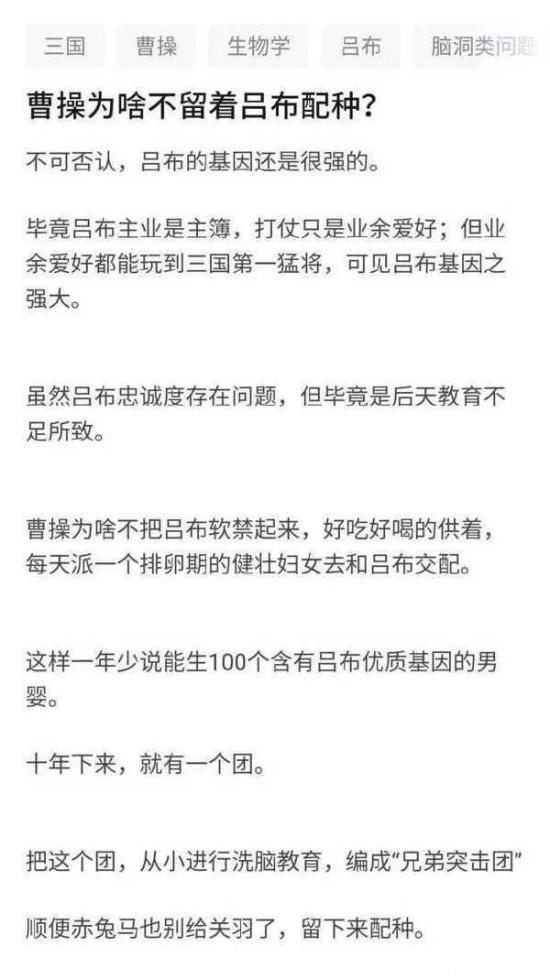 三国 曹操 生物学 吕布 脑洞类问题
曹操为啥不留着吕布配种？
不可否认，吕布的基因还是很强的。
毕竟吕布主业是主簿，打仗只是业余爱好；但业
余爱好都能玩到三国第一猛将，可见吕布基因之
强大。
虽然吕布忠诚度存在问题，但毕竟是后天教育不
足所致。
曹操为啥不把吕布软禁起来，好吃好喝的供着，
每天派一个排卵期的健壮妇女去和吕布交配。
这样一年少说能生100个含有吕布优质基因的男
婴。
十年下来，就有一个团。
把这个团，从小进行洗脑教育，编成“兄弟突击团”
顺便赤兔马也别给关羽了，留下来配种。